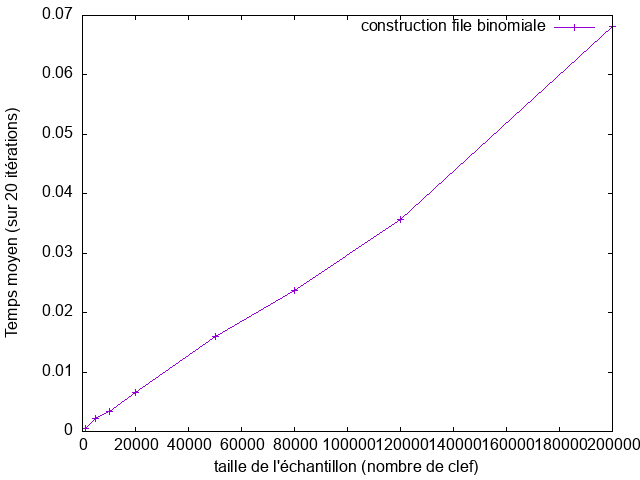 0.07
construction file binomiale
0.06
0.05
0.04
0.03
0.02
0.01
0
Temps moyen (sur 20 itérations)
0 20000 40000 60000 80000 100000 120000 140000 160000 180000 200000
taille de l'échantillon (nombre de clef)